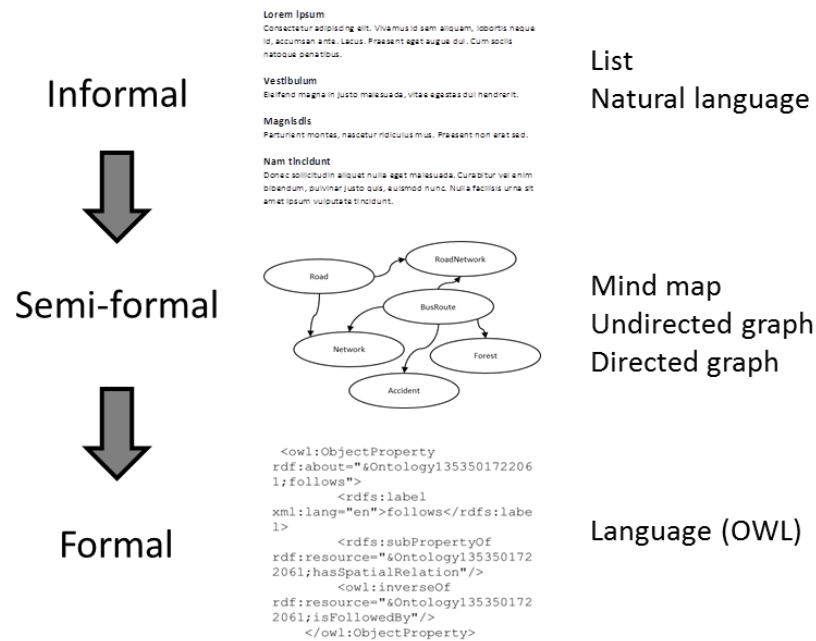 Informal
Lorem Ipsum
Consectetur adipiscing elit. Vivamus id sem aliquam, lobortis neque
id, accumsan ante. Lacus. Praesent eget augue dui. Cum sociis
natoque penatibus.
Vestibulum
Eleifend magna in justo malesuada, vitae egestas dui hendrerit.
Magnisdis
Parturient montes, nascetur ridiculus mus. Praesent non erat sed.
Nam tincidunt
Donec sollicitudin aliquet nulla eget malesuada. Curabitur vel enim
bibendum, pulvinar justo quis, euismod nunc. Nulla facilisis urna sit
amet ipsum vulputate tincidunt.
List
Natural language
Semi-formal
Road
RoadNetwork
BusRoute
Network
Forest
Accident
Mind map
Undirected graph
Directed graph
Formal
<owl:ObjectProperty
rdf:about="&Ontology135350172206
1;follows">
<rdfs:label
xml:lang="en">follows</rdfs:labe
l>
<rdfs:subPropertyOf
rdf:resource="&Ontology135350172
2061;hasSpatialRelation"/>
<owl:inverseOf
rdf:resource="&Ontology135350172
2061;isFollowedBy"/>
</owl:ObjectProperty>
Language (OWL)